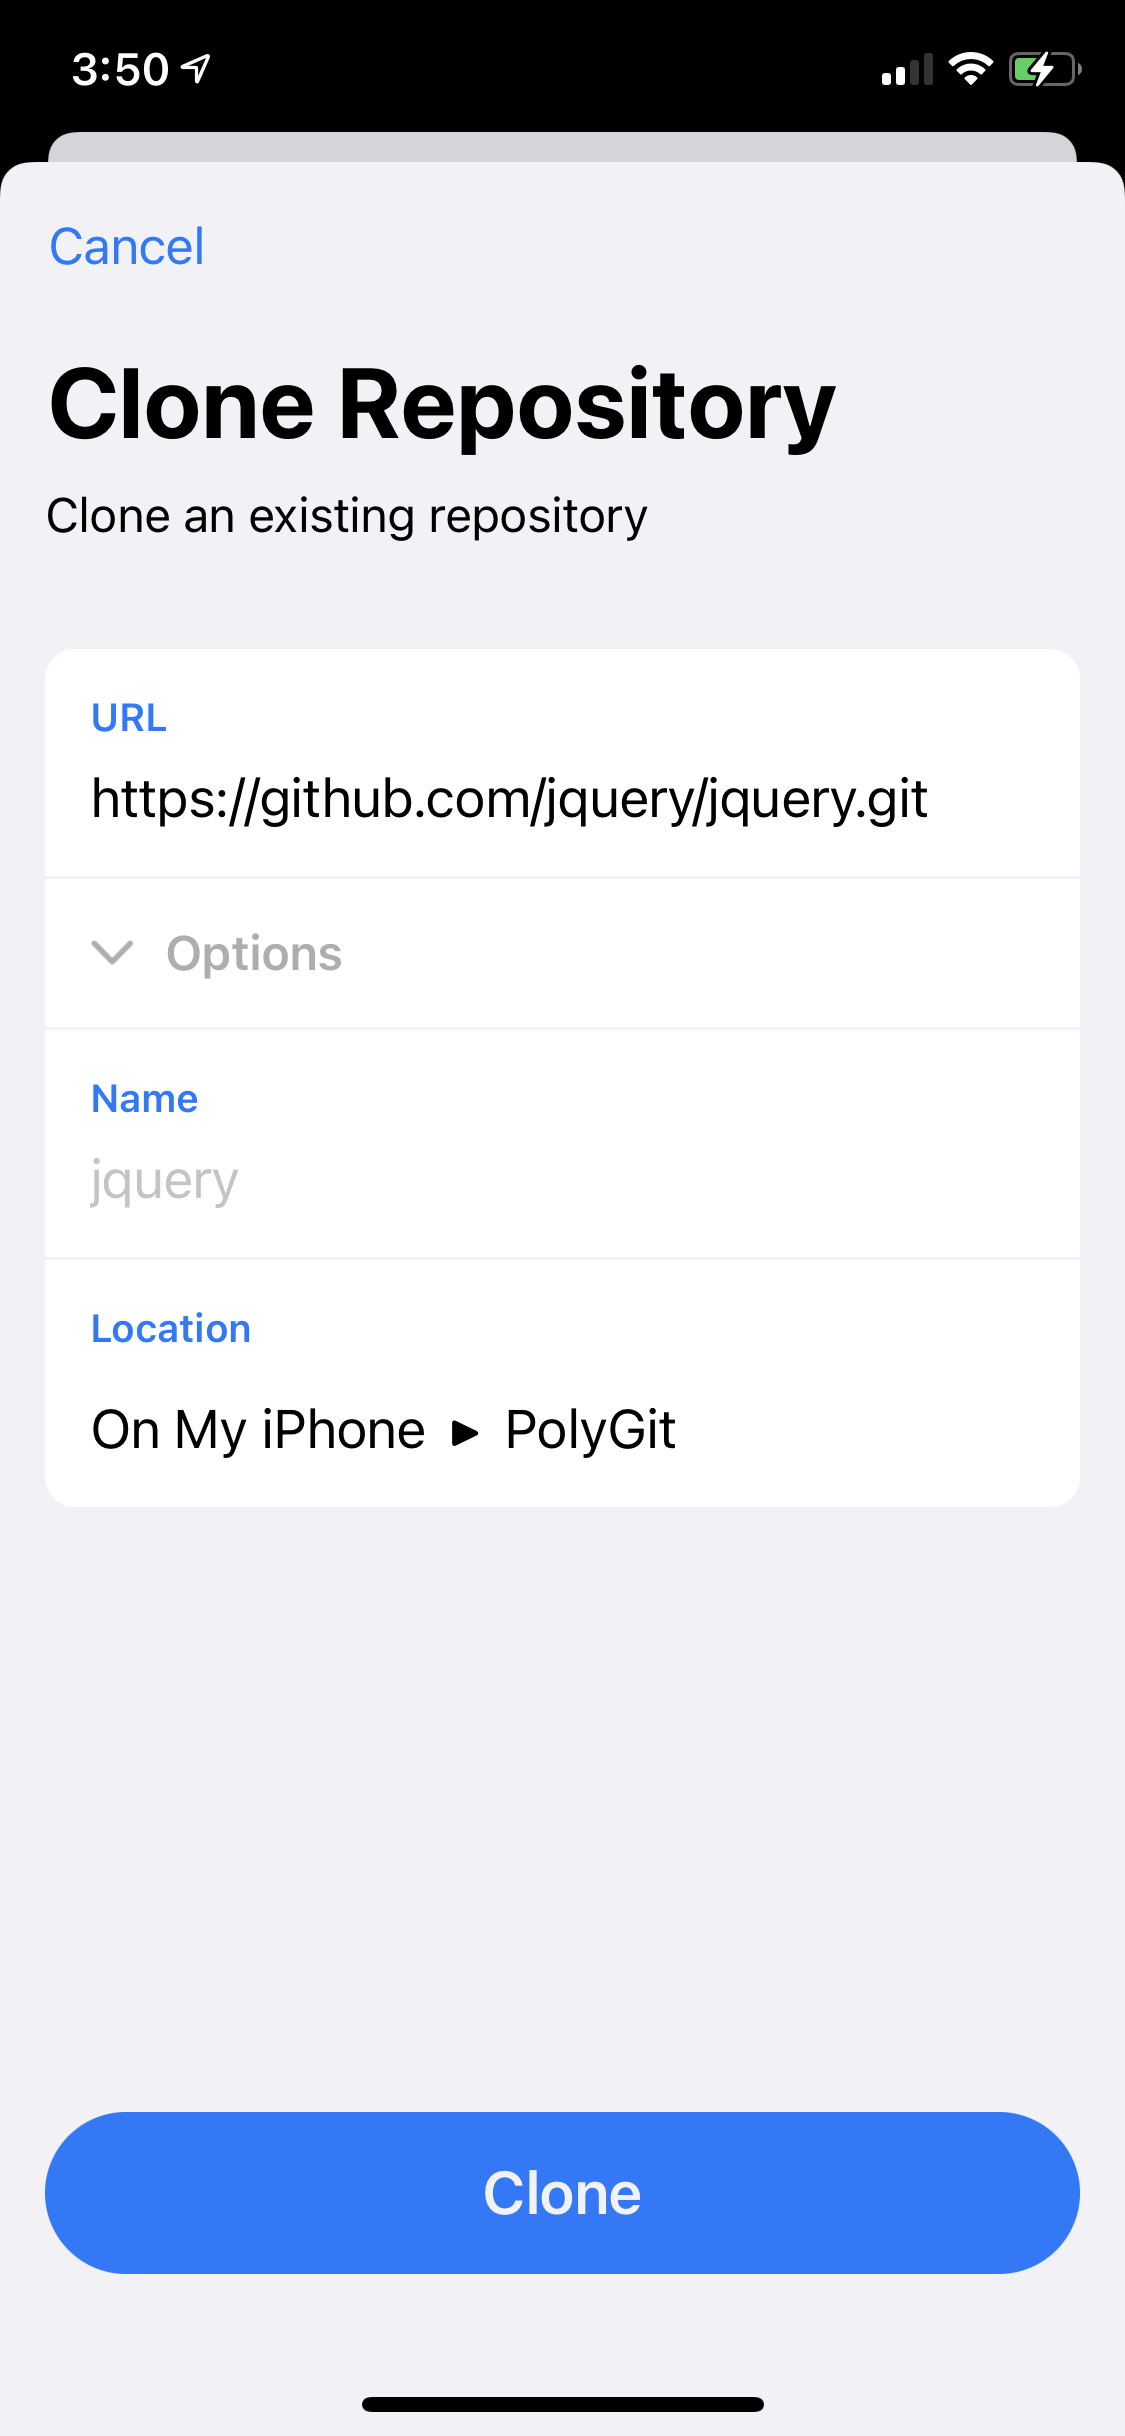 3:50
Cancel
Clone Repository
Clone an existing repository
URL
https://github.com/jquery/jquery.git
Options
Name
jquery
Location
On My iPhone ▶ PolyGit
Clone